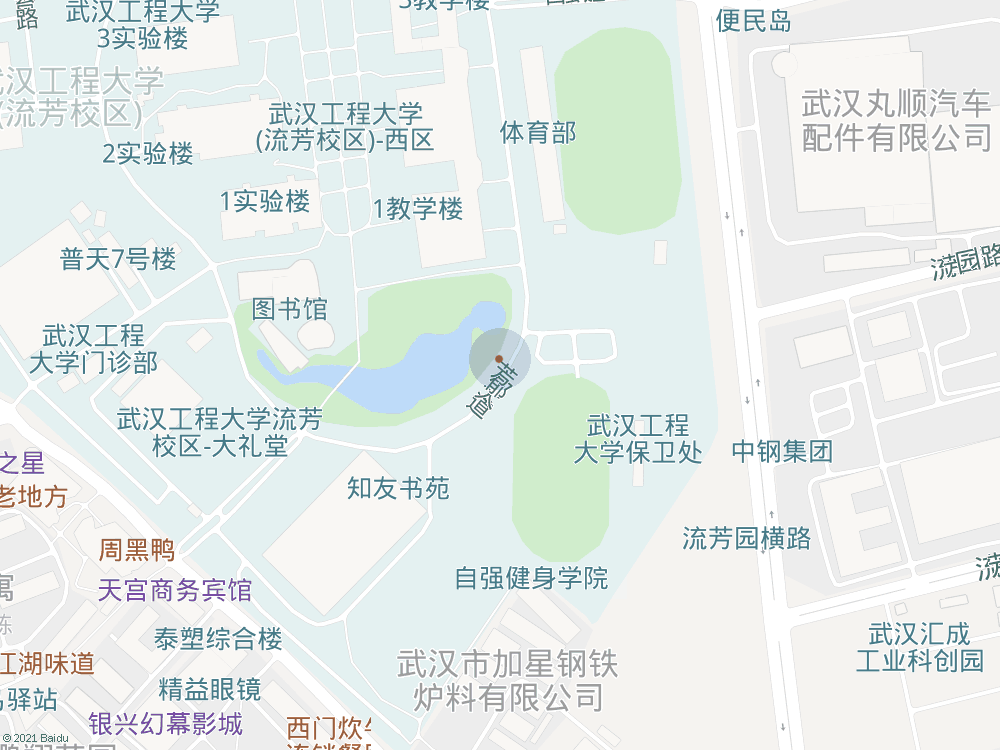 武汉工程大学
3实验楼
3教学楼
便民岛
武汉工程大学
(流芳校区)
武汉工程大学
(流芳校区)-西区
体育部
武汉丸顺汽车
配件有限公司
2实验楼
1实验楼
1教学楼
普天7号楼
流园路
图书馆
武汉工程
大学门诊部
芳郁道
武汉工程大学流芳
校区-大礼堂
武汉工程
大学保卫处
中钢集团
之星
老地方
知友书苑
周黑鸭
流芳园横路
天宫商务宾馆
自强健身学院
寓
栋
泰塑综合楼
武汉汇成
工业科创园
江湖味道
驿站
精益眼镜
武汉市加星钢铁
炉料有限公司
银兴幻幕影城
西门炊牛
© 2021 Baidu